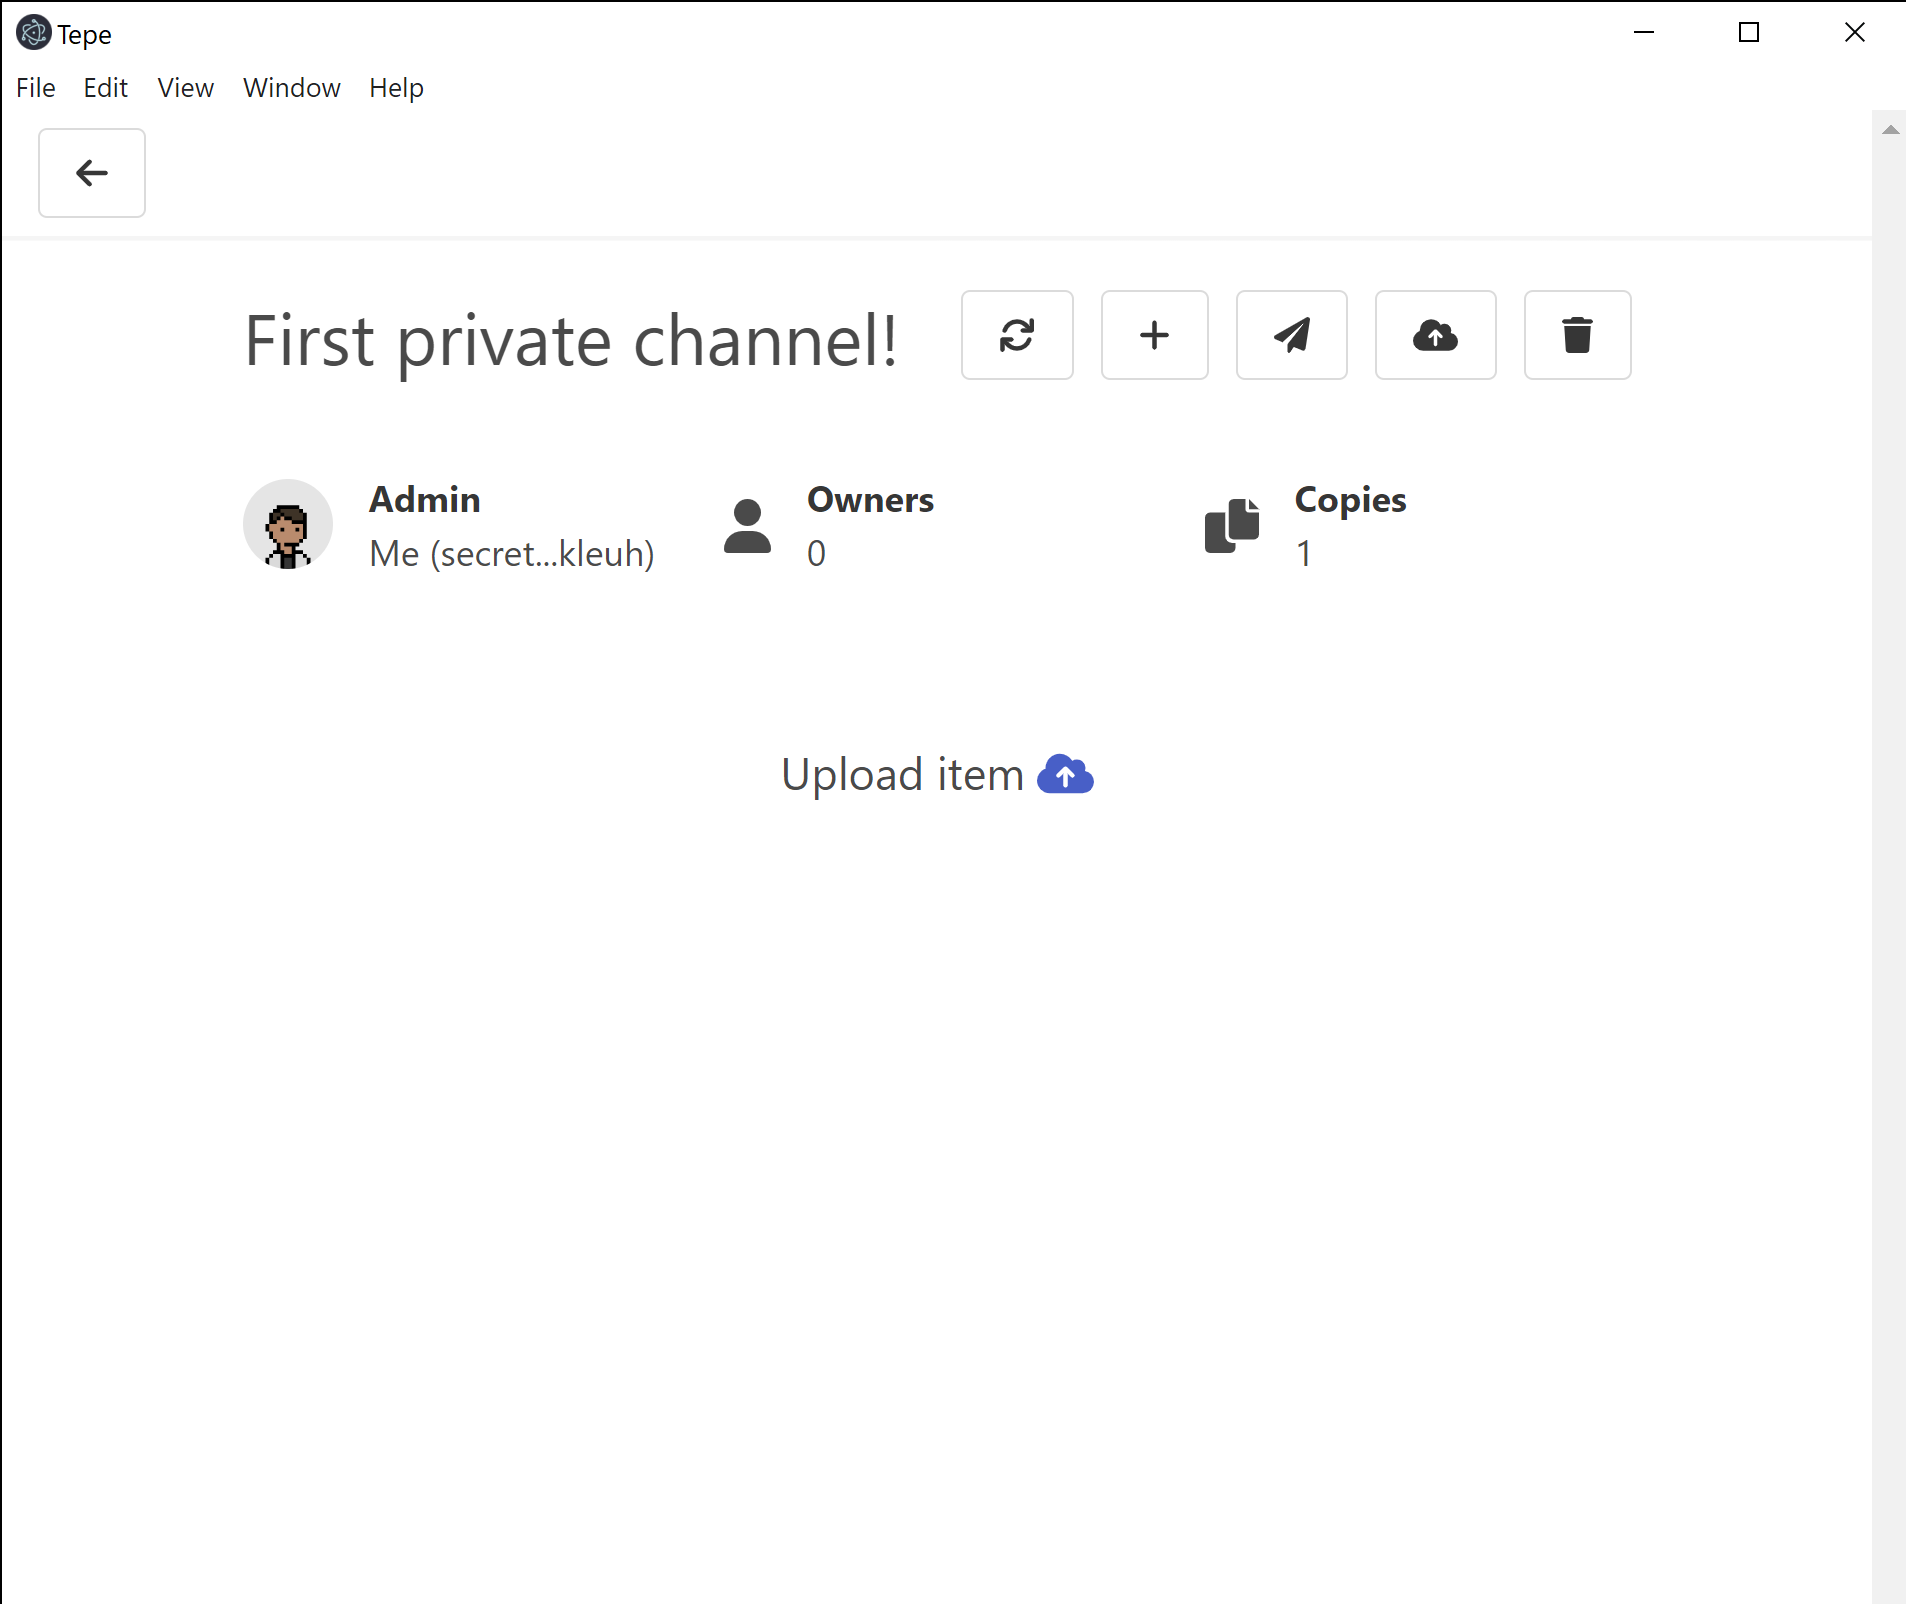 Tepe
File Edit View Window Help
First private channel!
Admin
Me (secret...kleuh)
Owners
0
Copies
1
Upload item